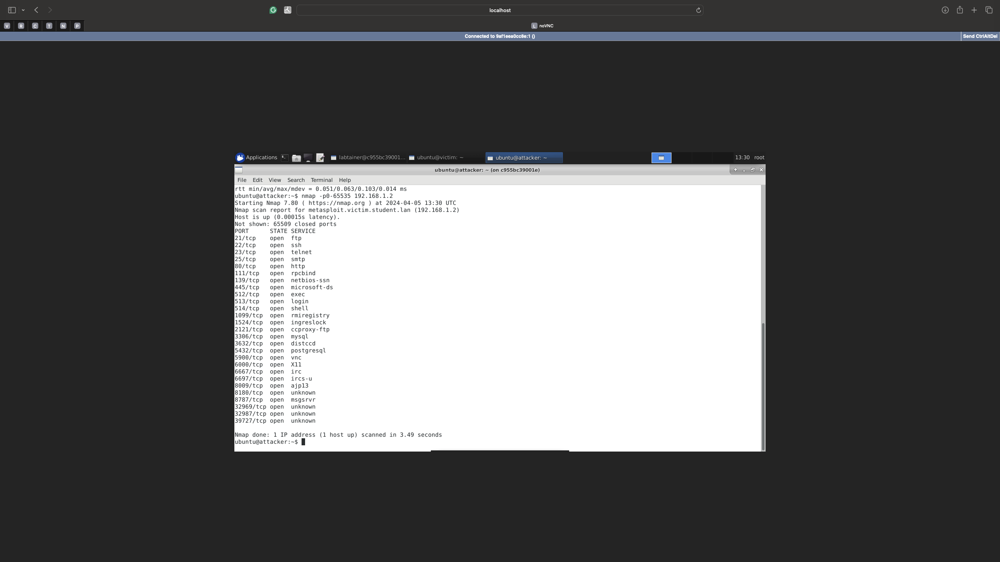 localhost
V R C T N P L noVNC
Connected to 9af1eea0cc8e:1 () Send CtrlAltDel
Applications labtainer@c955bc39001... ubuntu@victim: ~ ubuntu@attacker: ~ 13:30 root
ubuntu@attacker: ~ (on c955bc39001e)
File Edit View Search Terminal Help
rtt min/avg/max/mdev = 0.051/0.063/0.103/0.014 ms
ubuntu@attacker:~$ nmap -p0-65535 192.168.1.2
Starting Nmap 7.80 ( https://nmap.org ) at 2024-04-05 13:30 UTC
Nmap scan report for metasploit.victim.student.lan (192.168.1.2)
Host is up (0.00015s latency).
Not shown: 65509 closed ports
PORT      STATE SERVICE
21/tcp    open  ftp
22/tcp    open  ssh
23/tcp    open  telnet
25/tcp    open  smtp
80/tcp    open  http
111/tcp   open  rpcbind
139/tcp   open  netbios-ssn
445/tcp   open  microsoft-ds
512/tcp   open  exec
513/tcp   open  login
514/tcp   open  shell
1099/tcp  open  rmiregistry
1524/tcp  open  ingreslock
2121/tcp  open  ccproxy-ftp
3306/tcp  open  mysql
3632/tcp  open  distccd
5432/tcp  open  postgresql
5900/tcp  open  vnc
6000/tcp  open  X11
6667/tcp  open  irc
6697/tcp  open  ircs-u
8009/tcp  open  ajp13
8180/tcp  open  unknown
8787/tcp  open  msgsrvr
32969/tcp open  unknown
32987/tcp open  unknown
39727/tcp open  unknown
Nmap done: 1 IP address (1 host up) scanned in 3.49 seconds
ubuntu@attacker:~$